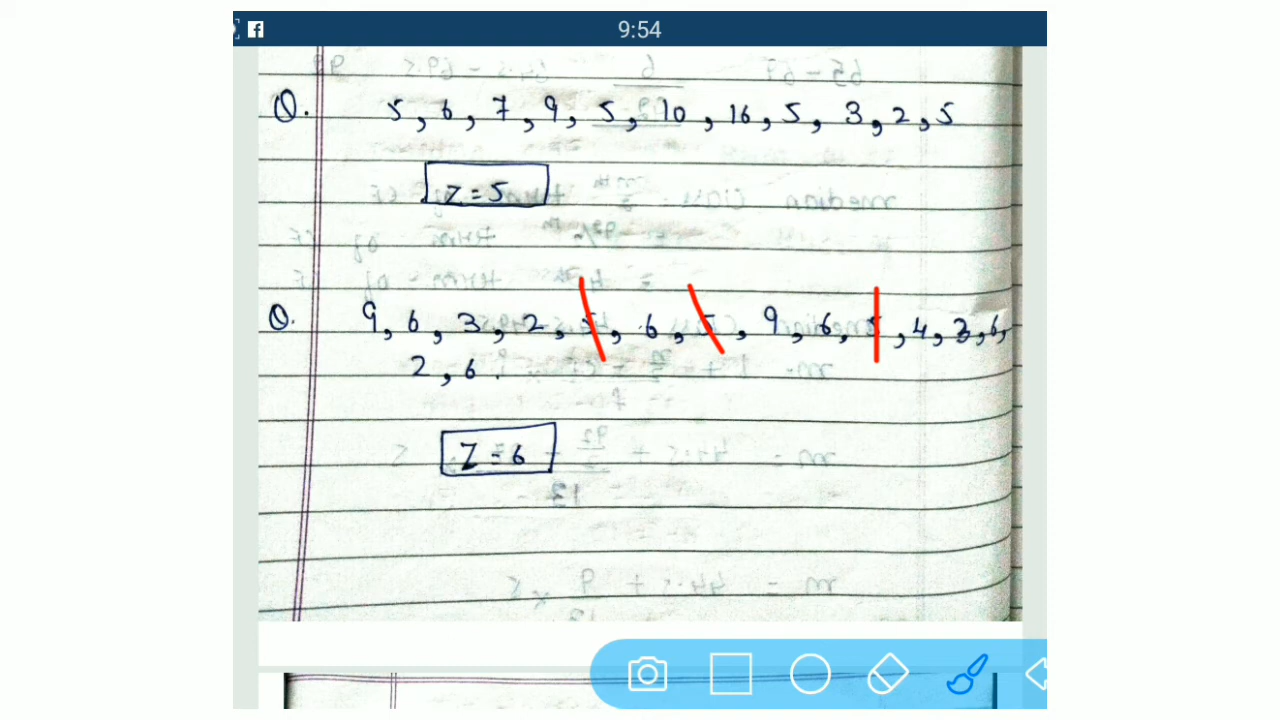 9:54
Q. 5, 6, 7, 9, 5, 10, 16, 5, 3, 2, 5
Z = 5
Q. 9, 6, 3, 2, 5, 6, 5, 9, 6, 5, 4, 3, 6,
2, 6.
Z = 6